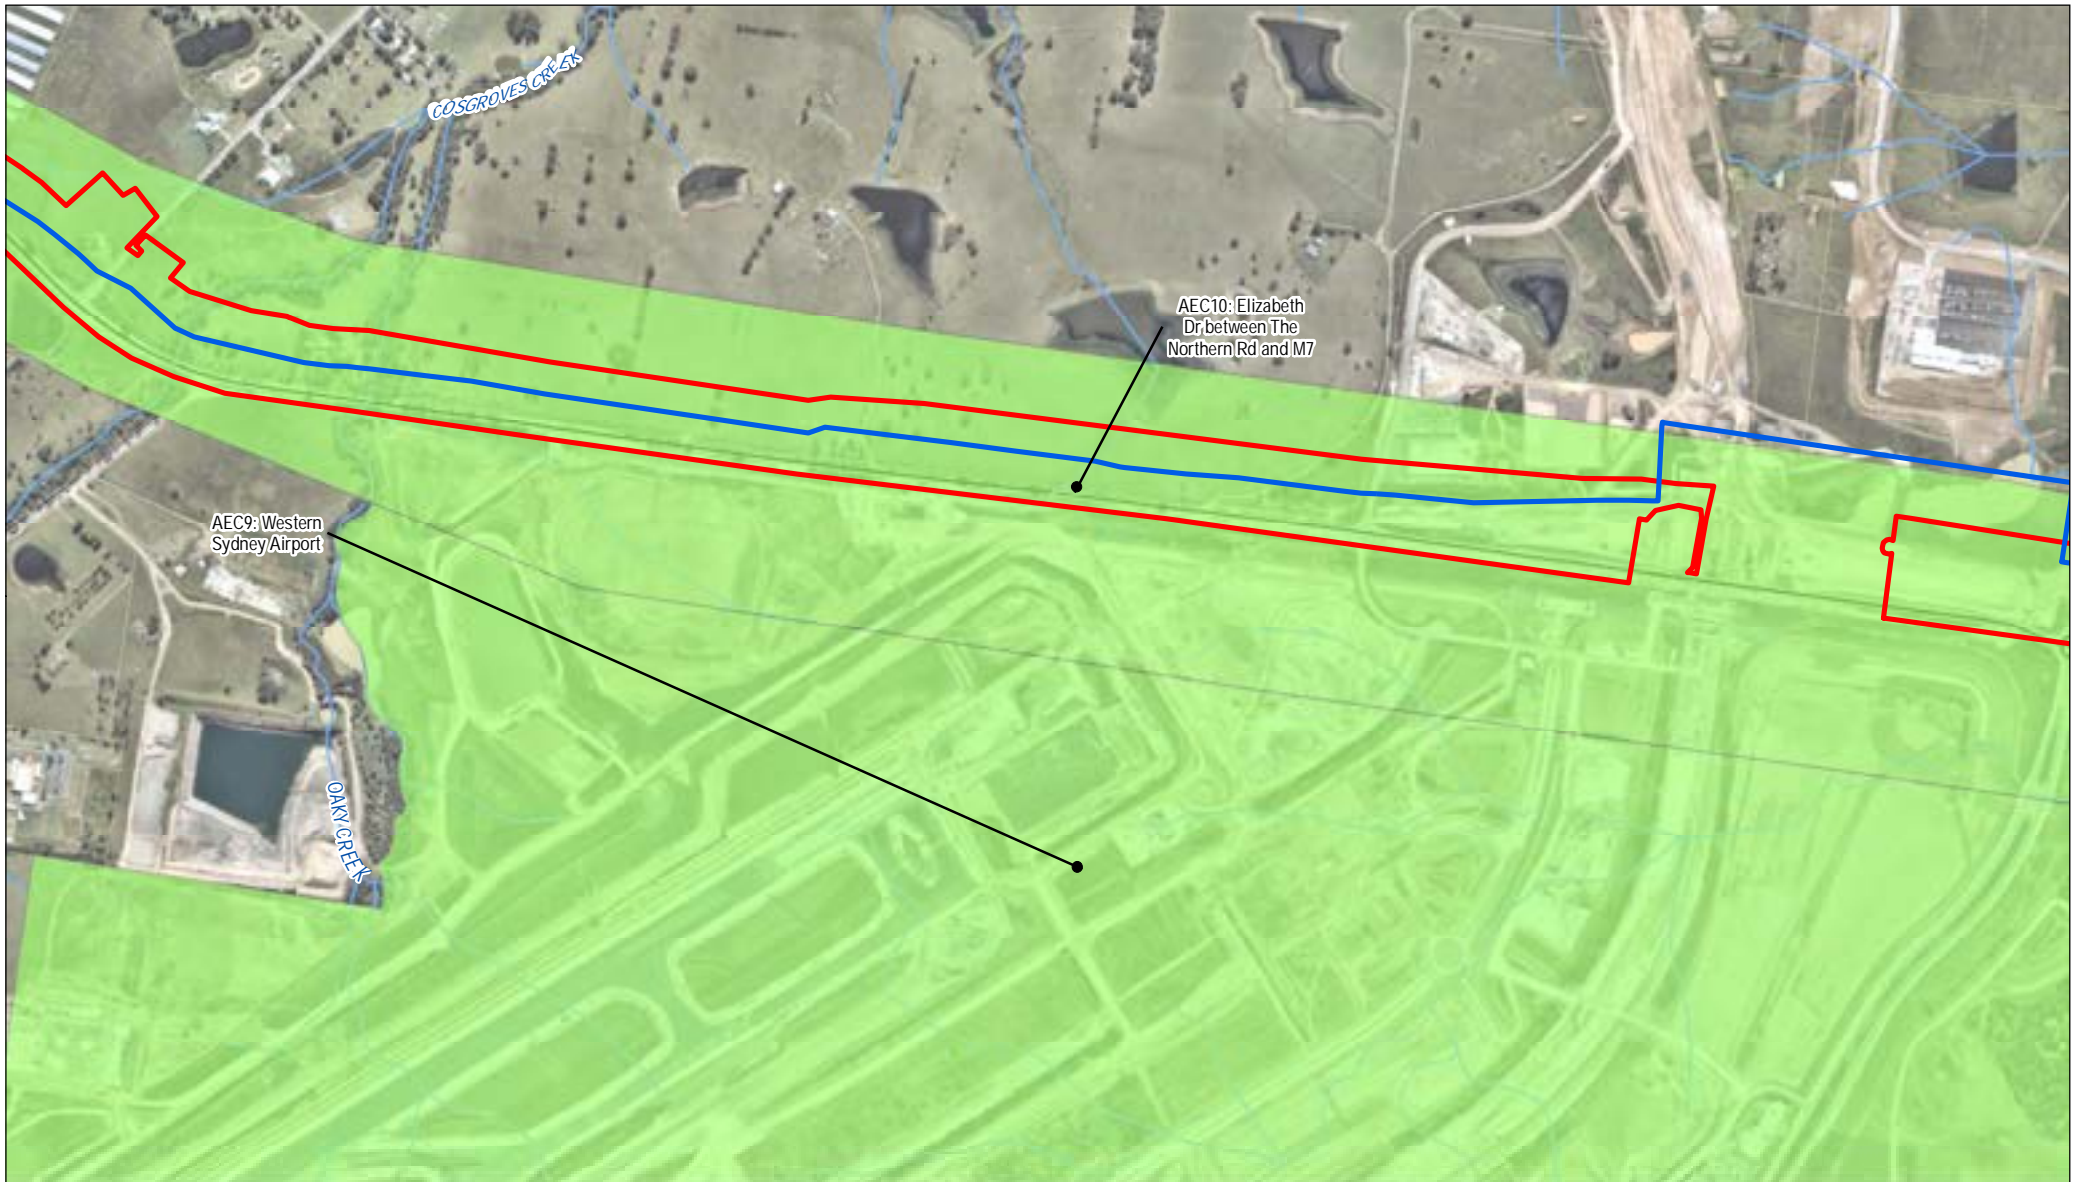 COSGROVES CREEK
AEC10: Elizabeth
Dr between The
Northern Rd and M7
AEC9: Western
Sydney Airport
OAKY CREEK